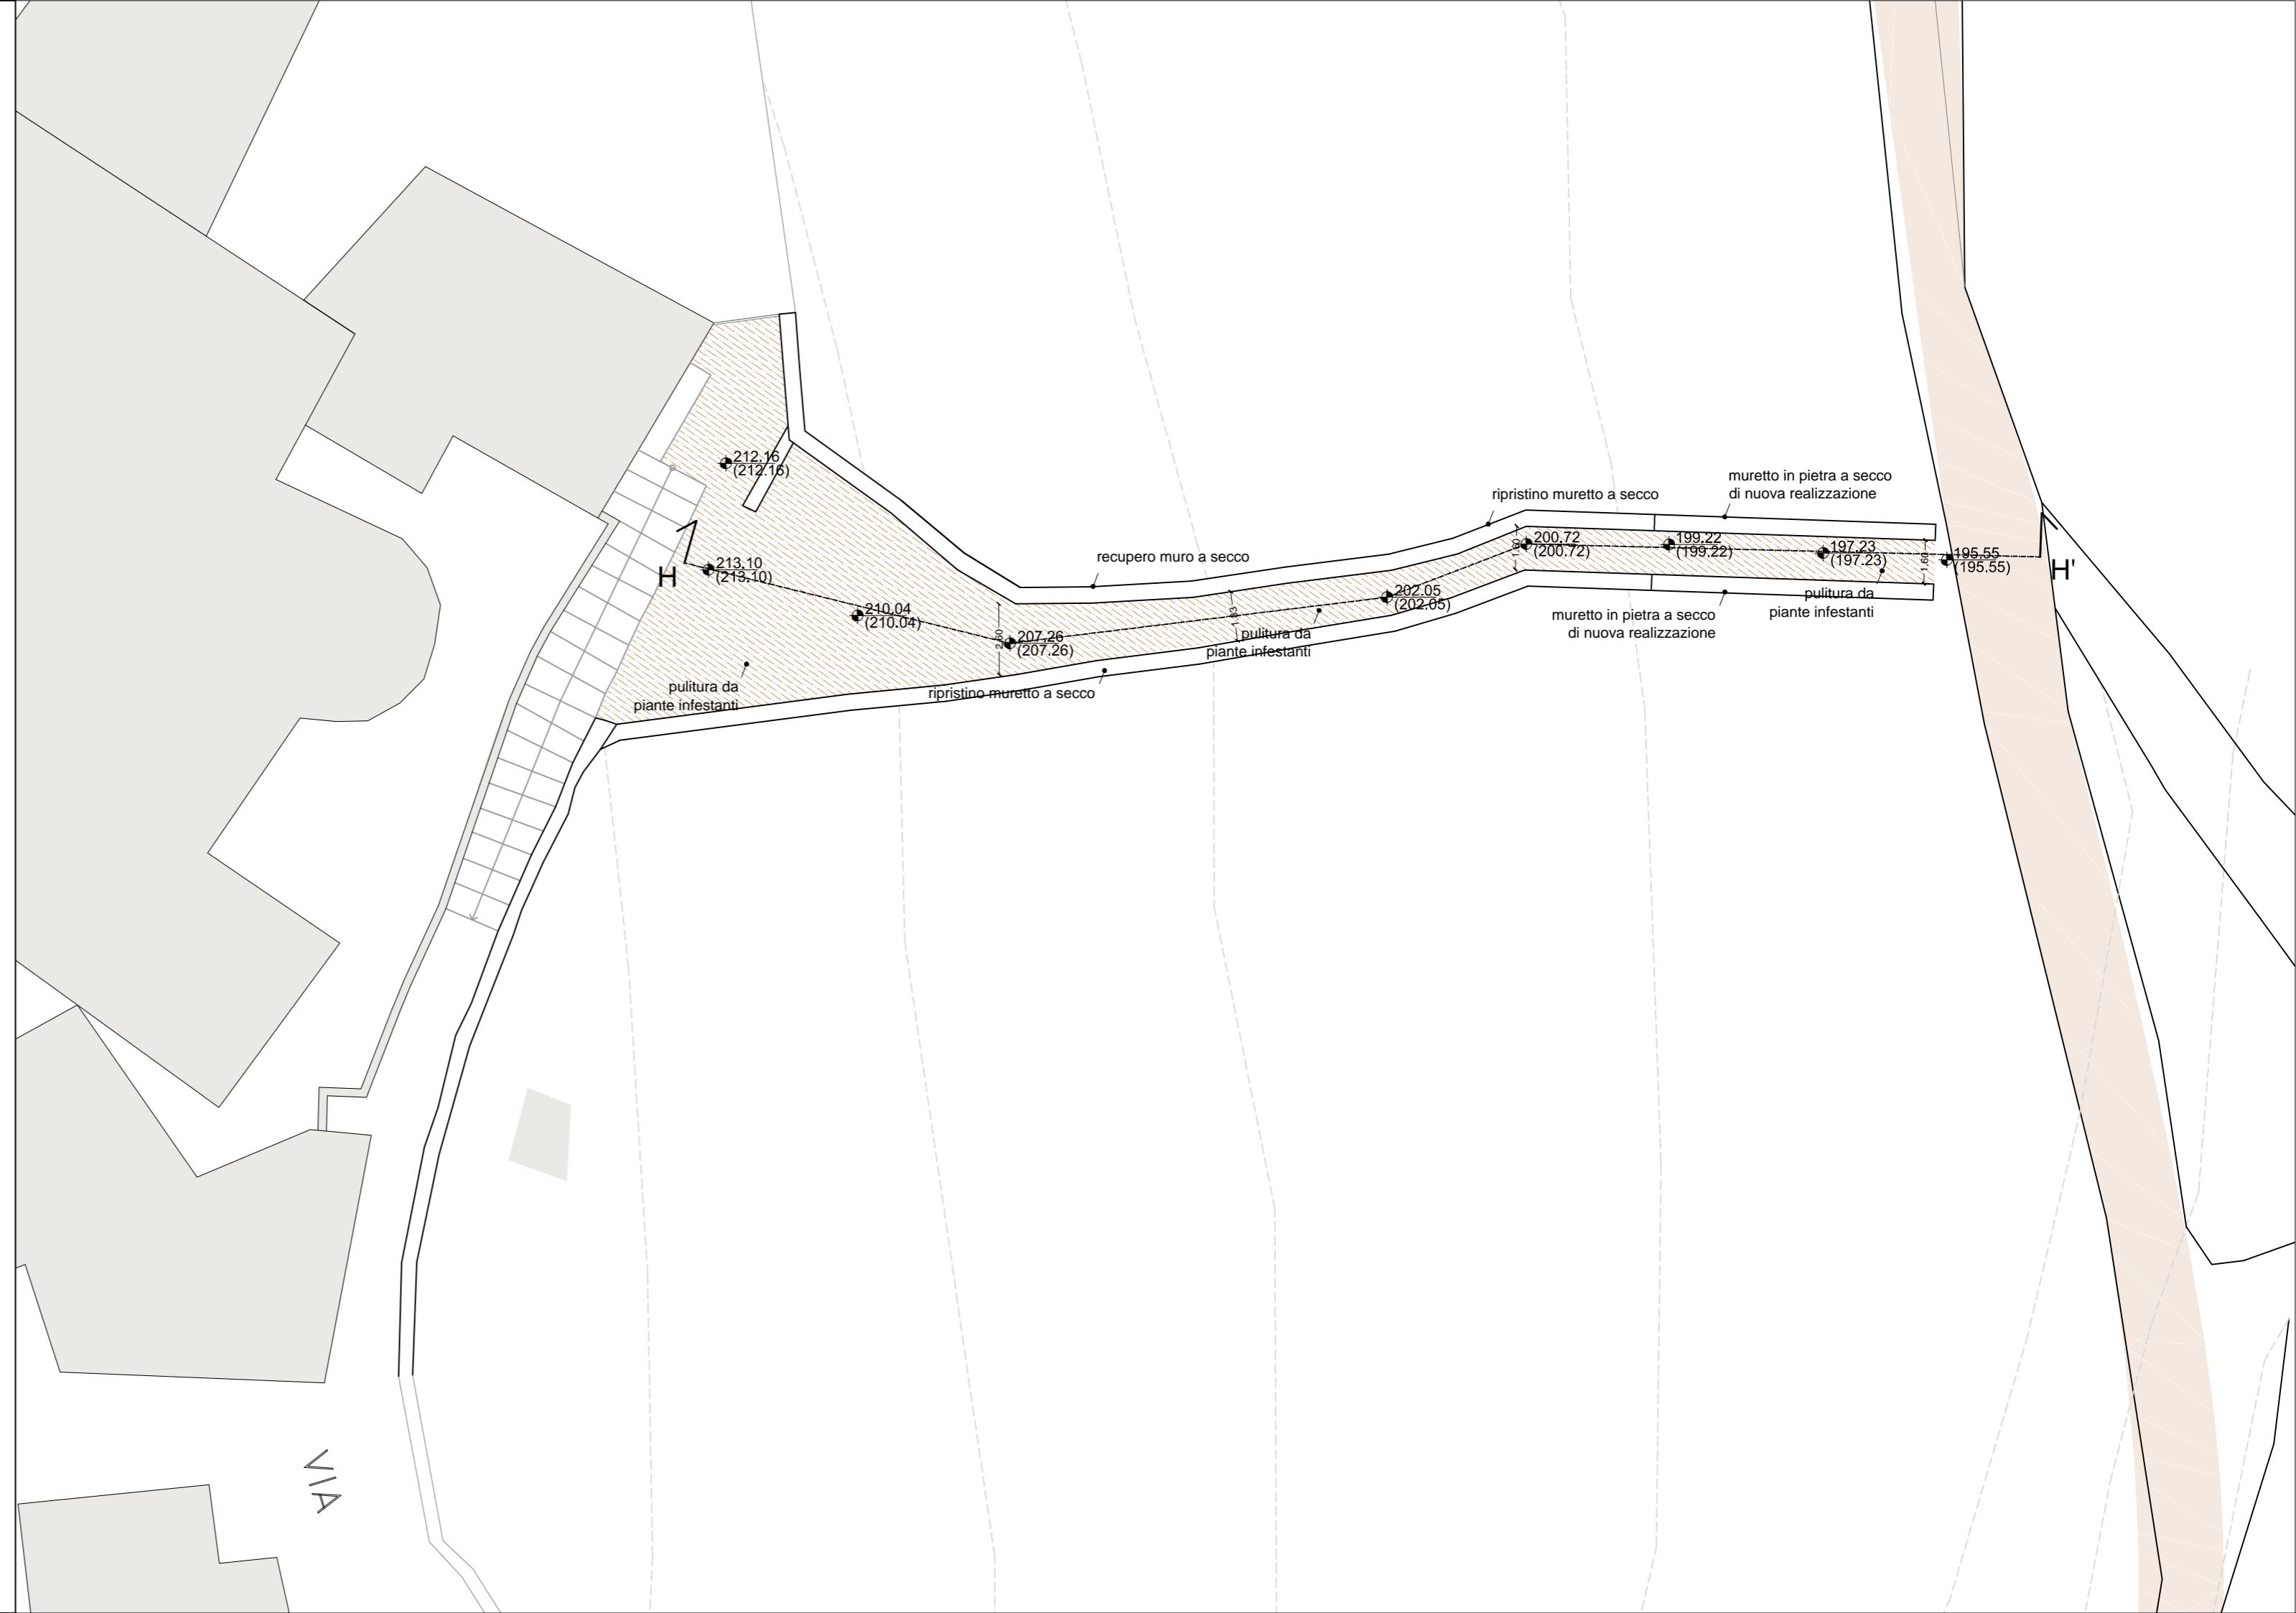 212.16
(212.16)
muretto in pietra a secco
di nuova realizzazione
ripristino muretto a secco
recupero muro a secco
200.72
(200.72)
199.22
(199.22)
197.23
(197.23)
195.55
(195.55)
1.60
1.60
H
213.10
(213.10)
H'
202.05
(202.05)
210.04
(210.04)
pulitura da
piante infestanti
muretto in pietra a secco
di nuova realizzazione
1.83
2.60
207.26
(207.26)
pulitura da
piante infestanti
pulitura da
piante infestanti
ripristino muretto a secco
VIA